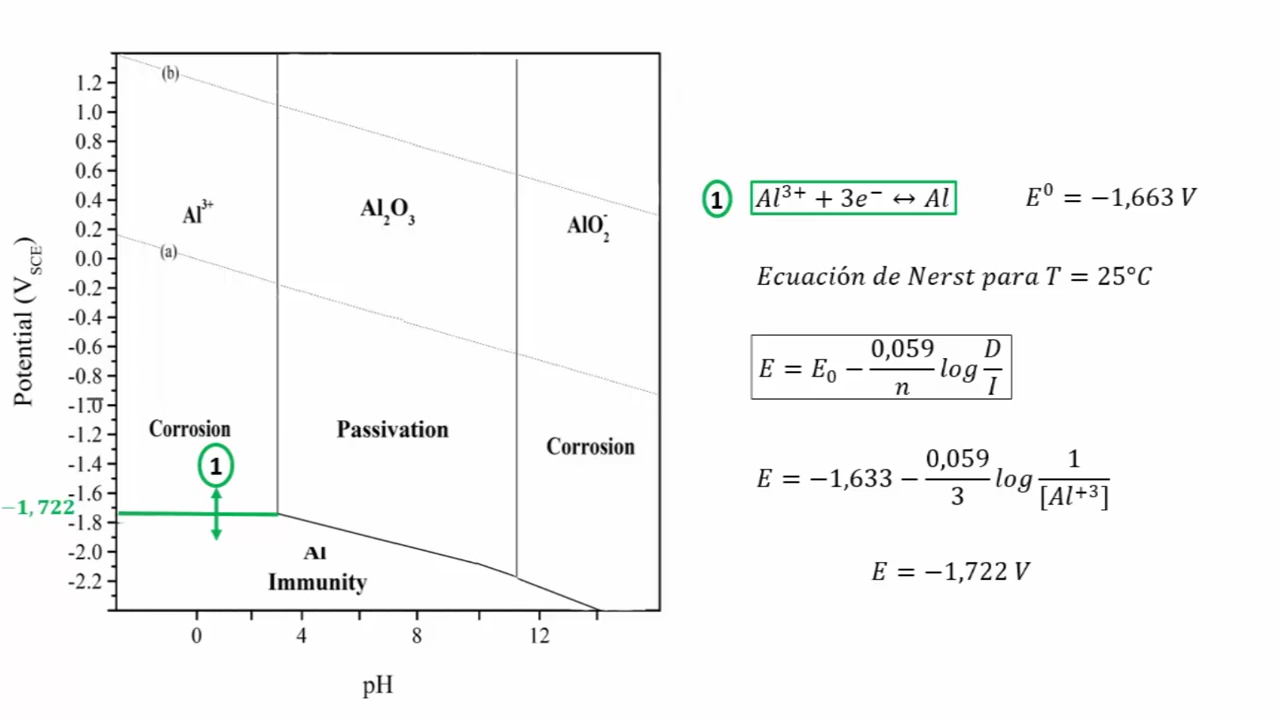 (b)
1.2
1.0
0.8
0.6
0.4
0.2
0.0
-0.2
-0.4
-0.6
-0.8
-1.0
-1.2
-1.4
-1.6
-1.8
-2.0
-2.2
−1,722
Potential (V_SCE)
Al³⁺
Al₂O₃
AlO₂⁻
(a)
Corrosion
Passivation
Corrosion
1
Al
Immunity
0 4 8 12
pH
1 Al³⁺ + 3e⁻ ↔ Al E⁰ = −1,663 V
Ecuación de Nerst para T = 25°C
E = E₀ − 0,059/n log D/I
E = −1,633 − 0,059/3 log 1/[Al⁺³]
E = −1,722 V